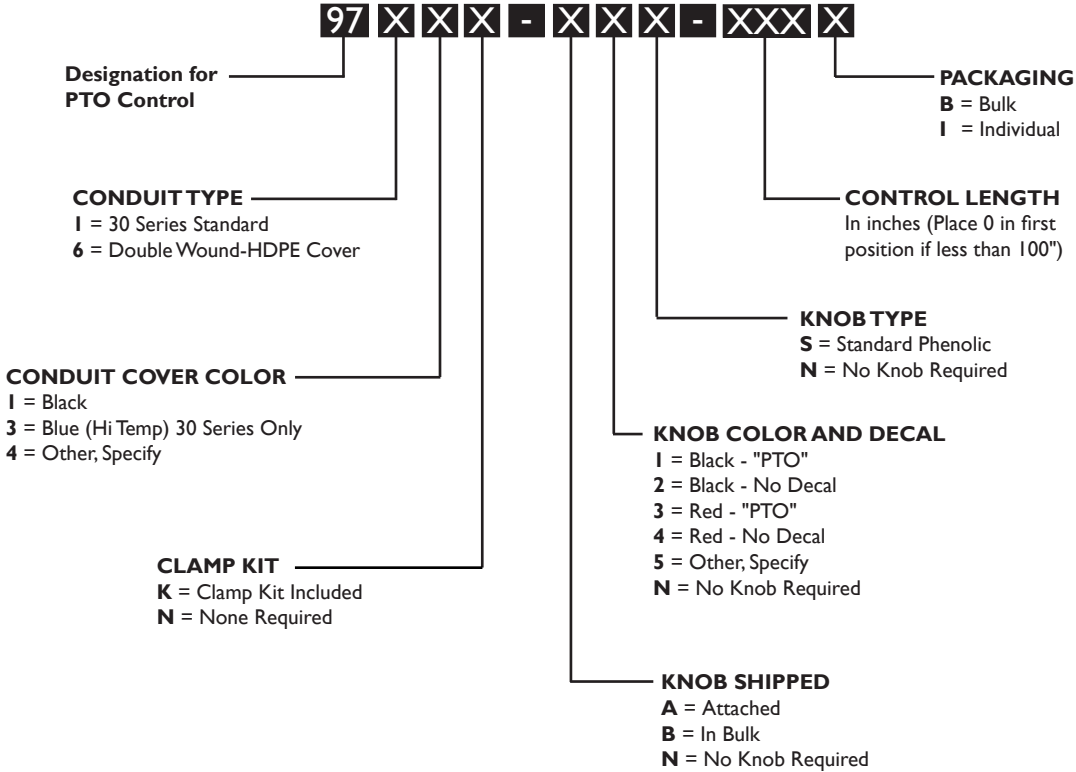 97 X X X - X X X - XXX X
Designation for
PTO Control
PACKAGING
B = Bulk
I = Individual
CONDUIT TYPE
1 = 30 Series Standard
6 = Double Wound-HDPE Cover
CONTROL LENGTH
In inches (Place 0 in first
position if less than 100")
KNOB TYPE
S = Standard Phenolic
N = No Knob Required
CONDUIT COVER COLOR
1 = Black
3 = Blue (Hi Temp) 30 Series Only
4 = Other, Specify
KNOB COLOR AND DECAL
1 = Black - "PTO"
2 = Black - No Decal
3 = Red - "PTO"
4 = Red - No Decal
5 = Other, Specify
N = No Knob Required
CLAMP KIT
K = Clamp Kit Included
N = None Required
KNOB SHIPPED
A = Attached
B = In Bulk
N = No Knob Required